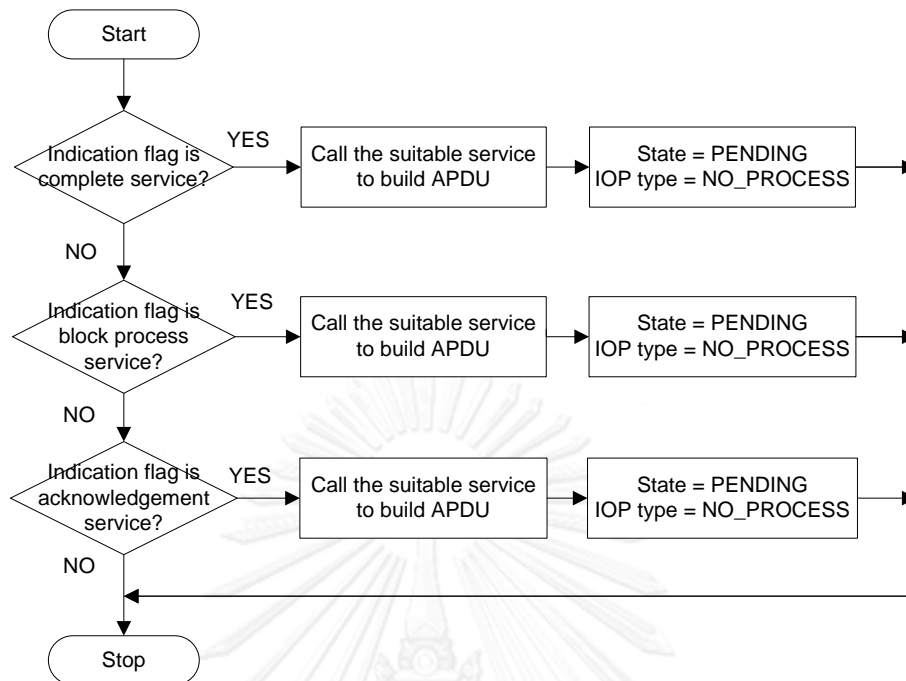 Start
Indication flag is
complete service?
YES
Call the suitable service
to build APDU
State = PENDING
IOP type = NO_PROCESS
NO
Indication flag is
block process
service?
YES
Call the suitable service
to build APDU
State = PENDING
IOP type = NO_PROCESS
NO
Indication flag is
acknowledgement
service?
YES
Call the suitable service
to build APDU
State = PENDING
IOP type = NO_PROCESS
NO
Stop